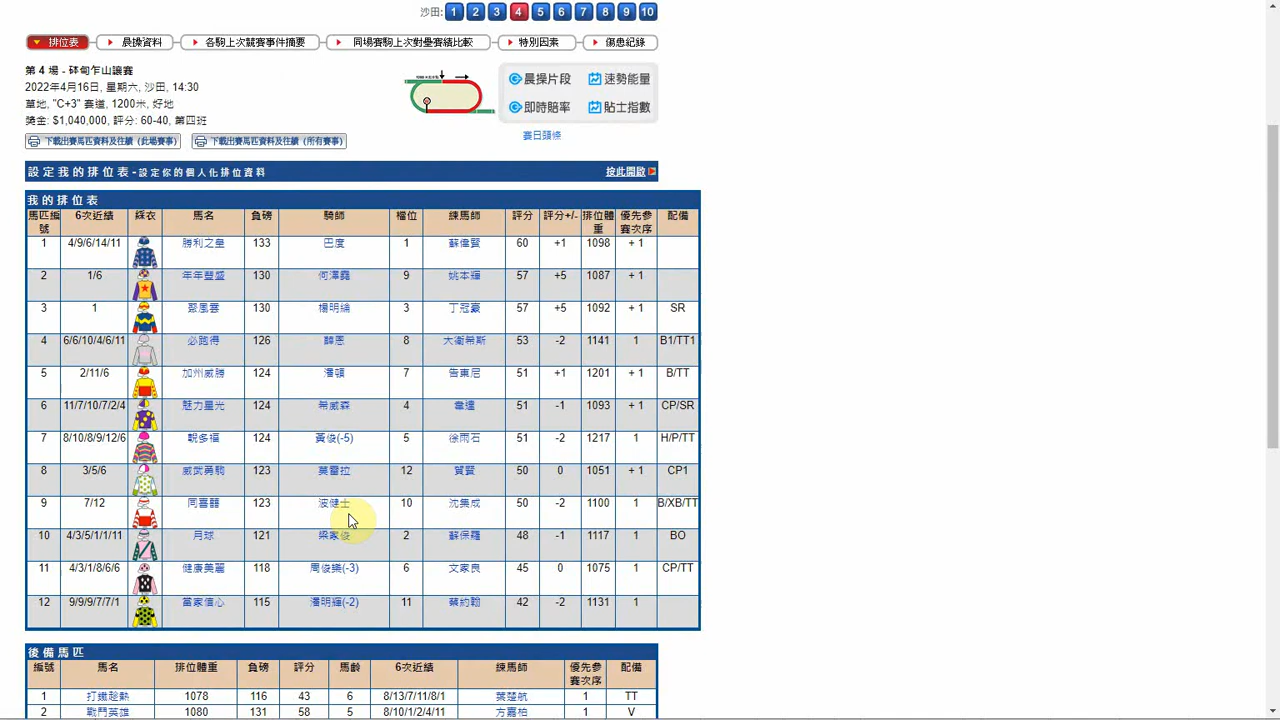 沙田: 1 2 3 4 5 6 7 8 9 10
排位表 晨操資料 各駒上次競賽事件摘要 同場賽駒上次對壘賽績比較 特別因素 傷患紀錄
第 4 場 - 砵甸乍山讓賽
2022年4月16日, 星期六, 沙田, 14:30
草地, "C+3" 賽道, 1200米, 好地
獎金: $1,040,000, 評分: 60-40, 第四班
晨操片段 速勢能量
即時賠率 貼士指數
賽日頭條
下載出賽馬匹資料及往績 (此場賽事) 下載出賽馬匹資料及往績 (所有賽事)
設定我的排位表-設定你的個人化排位資料 按此開啟
我的排位表
馬匹編號 6次近績 綵衣 馬名 負磅 騎師 檔位 練馬師 評分 評分+/- 排位體重 優先參賽次序 配備
1 4/9/6/14/11 勝利之皇 133 巴度 1 蘇偉賢 60 +1 1098 + 1
2 1/6 年年豐盛 130 何澤堯 9 姚本輝 57 +5 1087 + 1
3 1 聚風雲 130 楊明綸 3 丁冠豪 57 +5 1092 + 1 SR
4 6/6/10/4/6/11 必跑得 126 薛恩 8 大衛希斯 53 -2 1141 1 B1/TT1
5 2/11/6 加州威勝 124 潘頓 7 告東尼 51 +1 1201 + 1 B/TT
6 11/7/10/7/2/4 魅力星光 124 希威森 4 韋達 51 -1 1093 + 1 CP/SR
7 8/10/8/9/12/6 靚多福 124 黃俊(-5) 5 徐雨石 51 -2 1217 1 H/P/TT
8 3/5/6 威武勇駒 123 莫雷拉 12 賀賢 50 0 1051 + 1 CP1
9 7/12 同喜囍 123 波健士 10 沈集成 50 -2 1100 1 B/XB/TT
10 4/3/5/1/1/11 月球 121 梁家俊 2 蘇保羅 48 -1 1117 1 BO
11 4/3/1/8/6/6 健康美麗 118 周俊樂(-3) 6 文家良 45 0 1075 1 CP/TT
12 9/9/9/7/7/1 當家信心 115 潘明輝(-2) 11 蔡約翰 42 -2 1131 1
後備馬匹
編號 馬名 排位體重 負磅 評分 馬齡 6次近績 練馬師 優先參賽次序 配備
1 打鐵趁熱 1078 116 43 6 8/13/7/11/8/1 葉楚航 1 TT
2 戰鬥英雄 1080 131 58 5 8/10/1/2/4/11 方嘉柏 1 V